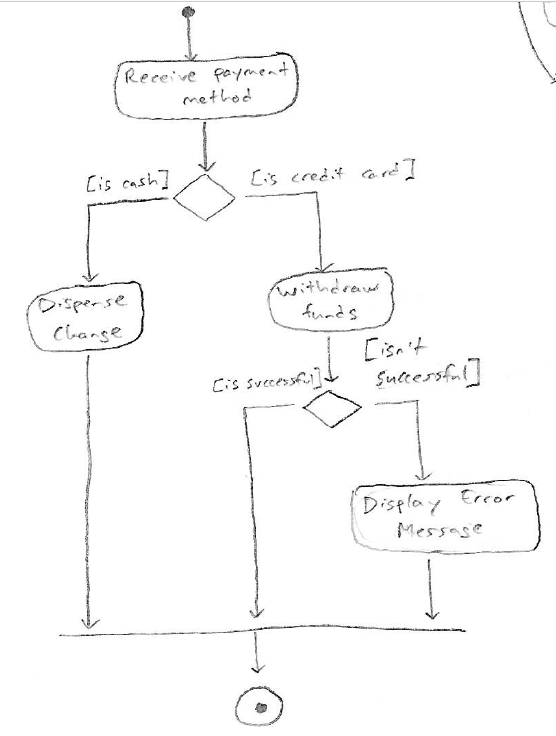 Receive payment
method
[is cash]
[is credit card]
Dispense
Change
Withdraw
funds
[isn't
successful]
[is successful]
Display Error
Message